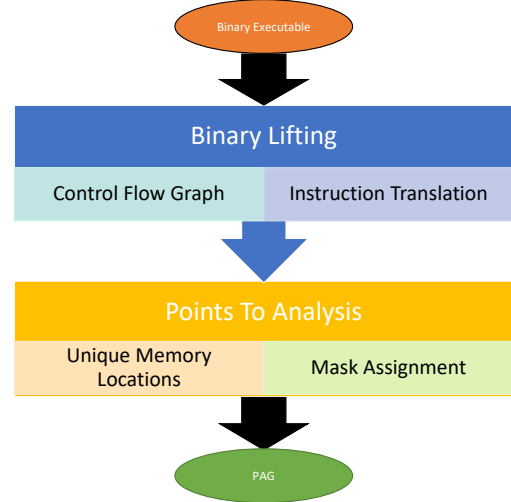 Binary Executable
Binary Lifting
Control Flow Graph
Instruction Translation
Points To Analysis
Unique Memory
Locations
Mask Assignment
PAG